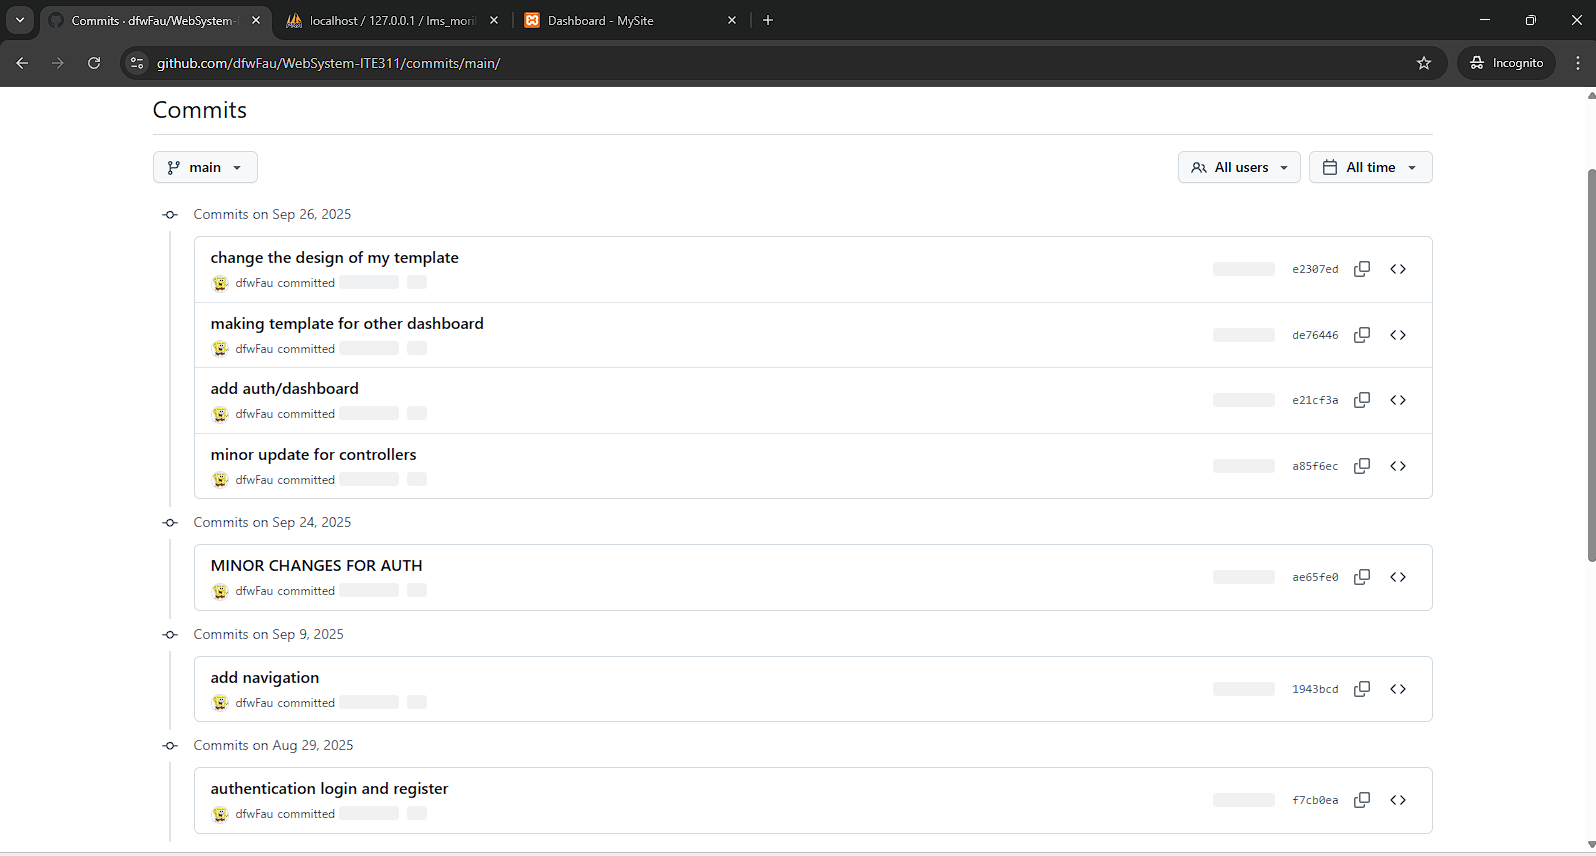 Commits · dfwFau/WebSystem-I
localhost / 127.0.0.1 / lms_mori
Dashboard - MySite
github.com/dfwFau/WebSystem-ITE311/commits/main/
Incognito
Commits
main
All users
All time
Commits on Sep 26, 2025
change the design of my template
dfwFau committed
e2307ed
making template for other dashboard
dfwFau committed
de76446
add auth/dashboard
dfwFau committed
e21cf3a
minor update for controllers
dfwFau committed
a85f6ec
Commits on Sep 24, 2025
MINOR CHANGES FOR AUTH
dfwFau committed
ae65fe0
Commits on Sep 9, 2025
add navigation
dfwFau committed
1943bcd
Commits on Aug 29, 2025
authentication login and register
dfwFau committed
f7cb0ea